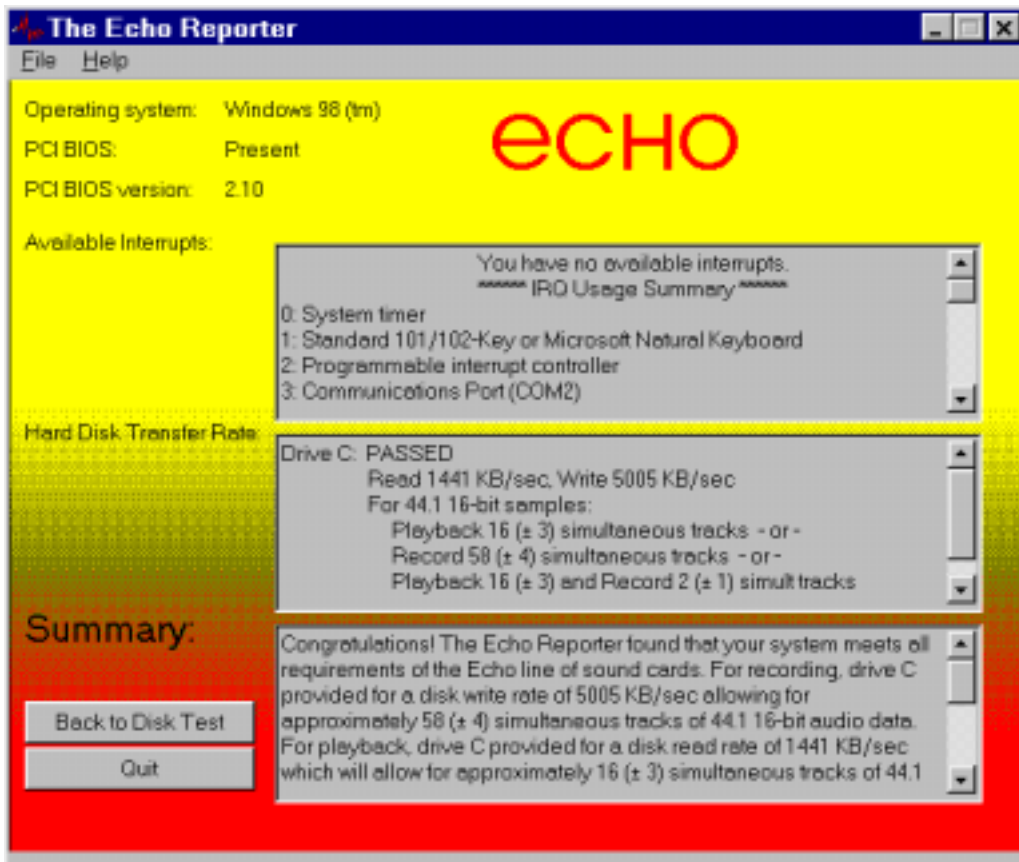 The Echo Reporter
File Help
Operating system: Windows 98 (tm)
PCI BIOS: Present
PCI BIOS version: 2.10
eCHO
Available Interrupts:
You have no available interrupts.
****** IRQ Usage Summary ******
0: System timer
1: Standard 101/102-Key or Microsoft Natural Keyboard
2: Programmable interrupt controller
3: Communications Port (COM2)
Hard Disk Transfer Rate:
Drive C: PASSED
Read 1441 KB/sec, Write 5005 KB/sec
For 44.1 16-bit samples:
Playback 16 (± 3) simultaneous tracks - or -
Record 58 (± 4) simultaneous tracks - or -
Playback 16 (± 3) and Record 2 (± 1) simult tracks
Summary:
Congratulations! The Echo Reporter found that your system meets all
requirements of the Echo line of sound cards. For recording, drive C
provided for a disk write rate of 5005 KB/sec allowing for
approximately 58 (± 4) simultaneous tracks of 44.1 16-bit audio data.
For playback, drive C provided for a disk read rate of 1441 KB/sec
which will allow for approximately 16 (± 3) simultaneous tracks of 44.1
Back to Disk Test
Quit